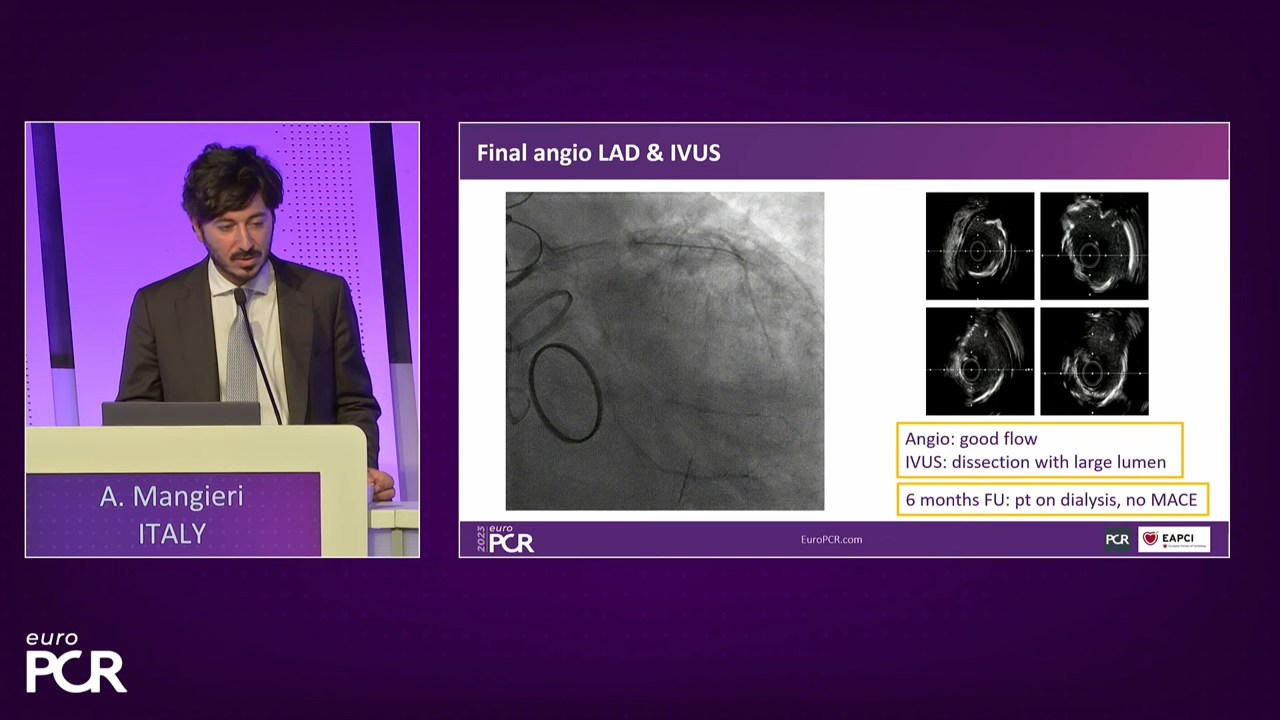 Final angio LAD & IVUS
Angio: good flow
IVUS: dissection with large lumen
6 months FU: pt on dialysis, no MACE
A. Mangieri
ITALY
2023
euro
PCR
EuroPCR.com
PCR
EAPCI
euro
PCR